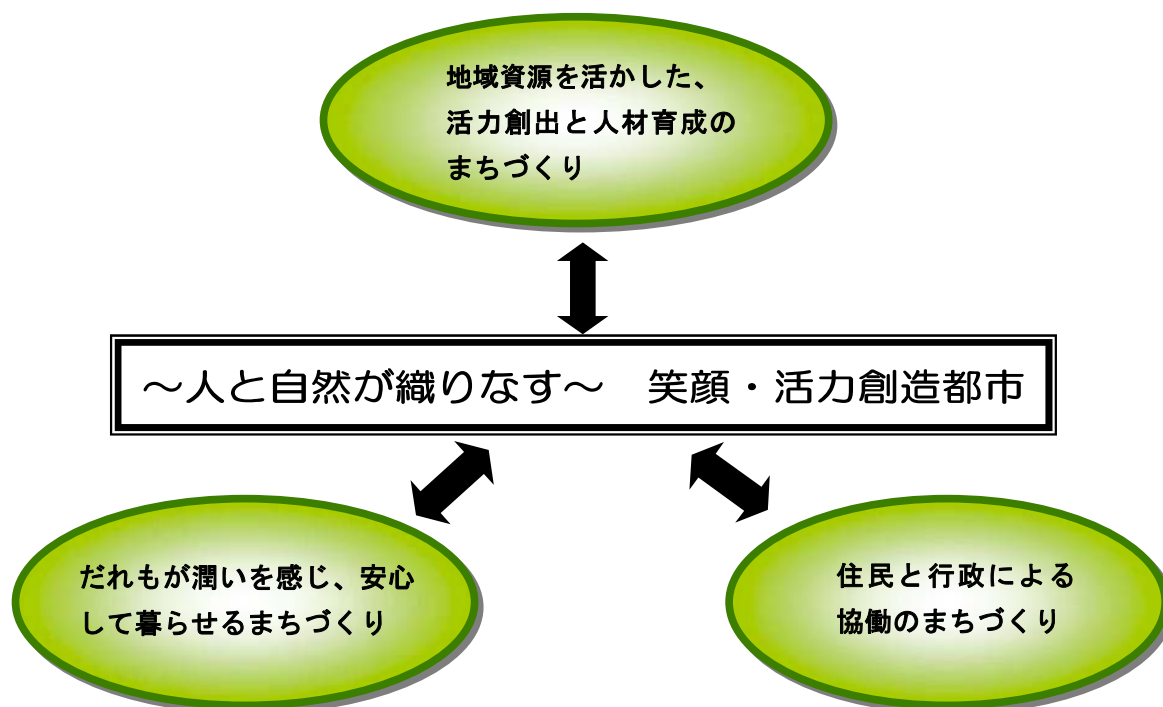 地域資源を活かした、
活力創出と人材育成の
まちづくり
～人と自然が織りなす～　笑顔・活力創造都市
だれもが潤いを感じ、安心
して暮らせるまちづくり
住民と行政による
協働のまちづくり